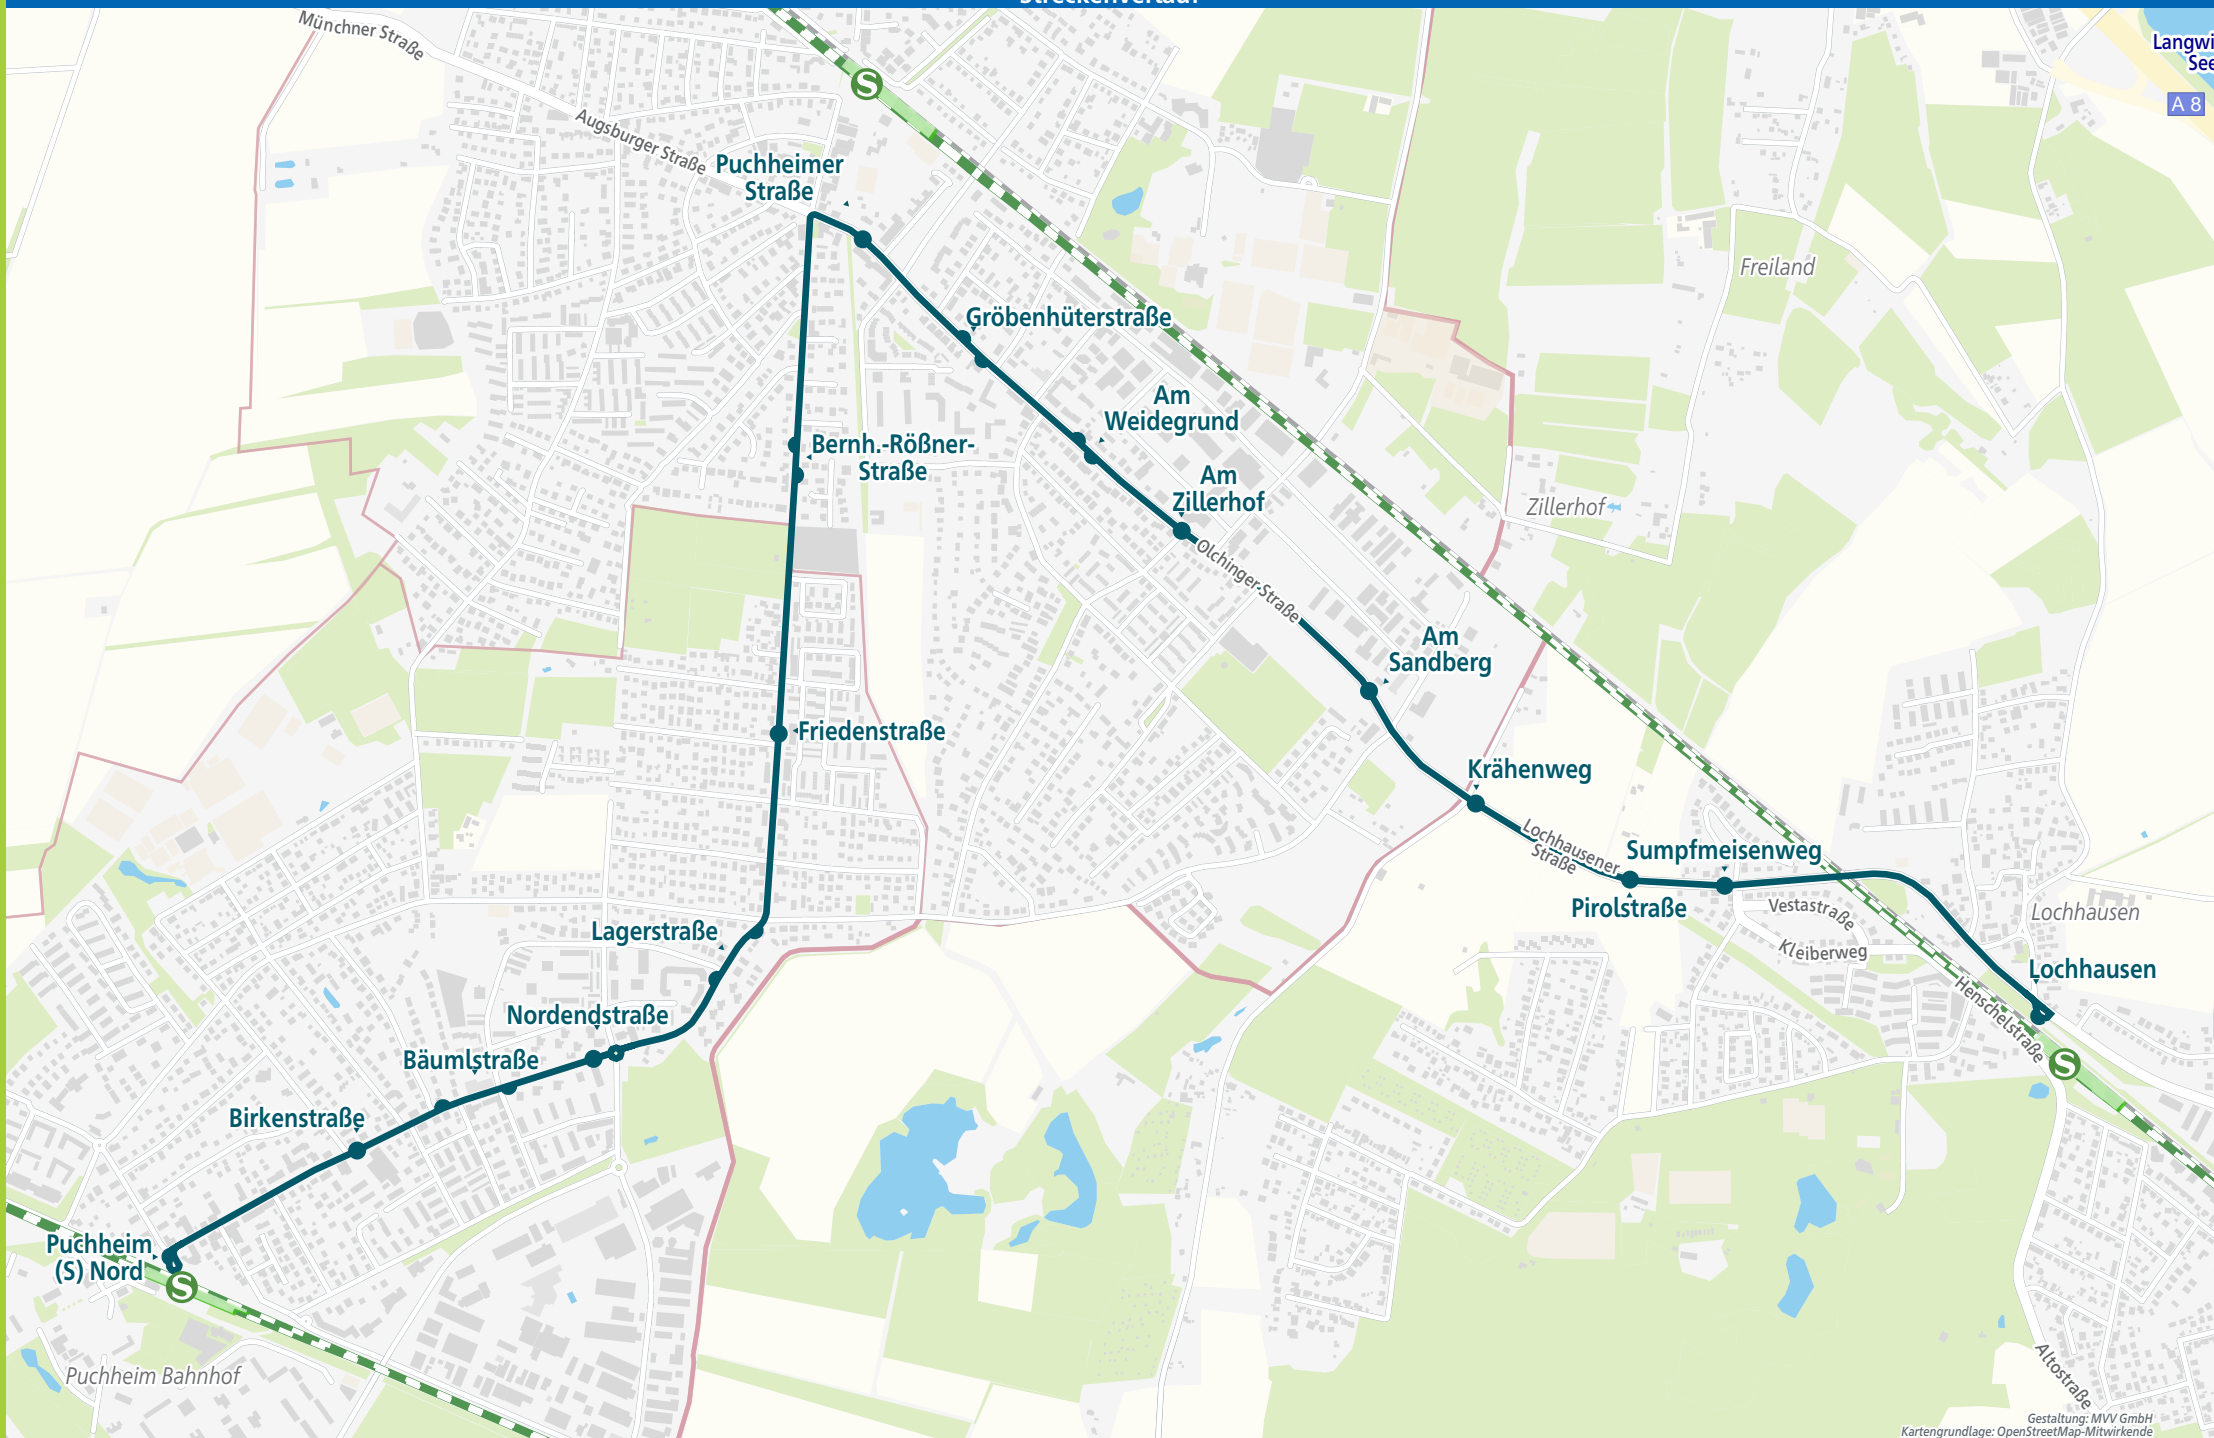 Streckenverlauf
Münchner Straße
Langwi
See
A 8
S
Augsburger Straße
Puchheimer
Straße
Freiland
Gröbenhüterstraße
Am
Weidegrund
Bernh.-Rößner-
Straße
Am
Zillerhof
Zillerhof
Olchinger-Straße
Am
Sandberg
Friedenstraße
Krähenweg
Lochhausener
Straße
Sumpfmeisenweg
Pirolstraße
Vestastraße
Lochhausen
Lagerstraße
Kleiberweg
Lochhausen
Henschelstraße
Nordendstraße
Bäumlstraße
S
Birkenstraße
Puchheim
(S) Nord
S
Puchheim Bahnhof
Altostraße
Gestaltung: MVV GmbH
Kartengrundlage: OpenStreetMap-Mitwirkende